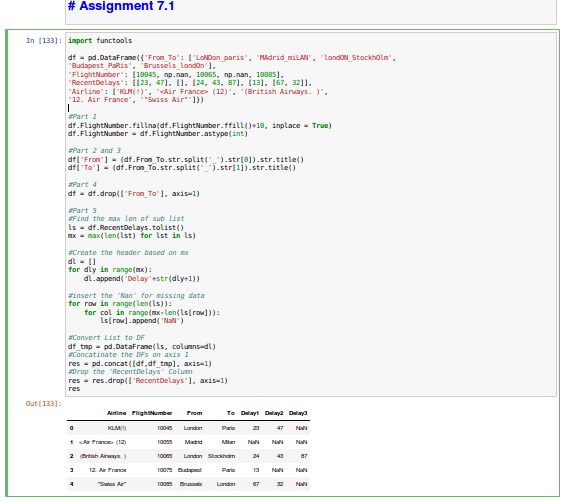 # Assignment 7.1
In [133]: import functools
df = pd.DataFrame({'From_To': ['LoNDon_paris', 'MAdrid_miLAN', 'londON_StockhOlm',
'Budapest_PaRis', 'Brussels_londOn'],
'FlightNumber': [10045, np.nan, 10065, np.nan, 10085],
'RecentDelays': [[23, 47], [], [24, 43, 87], [13], [67, 32]],
'Airline': ['KLM(!)', '<Air France> (12)', '(British Airways. )',
'12. Air France', '"Swiss Air"']})
#Part 1
df.FlightNumber.fillna(df.FlightNumber.ffill()+10, inplace = True)
df.FlightNumber = df.FlightNumber.astype(int)
#Part 2 and 3
df['From'] = (df.From_To.str.split('_').str[0]).str.title()
df['To'] = (df.From_To.str.split('_').str[1]).str.title()
#Part 4
df = df.drop(['From_To'], axis=1)
#Part 5
#Find the max len of sub list
ls = df.RecentDelays.tolist()
mx = max(len(lst) for lst in ls)
#Create the header based on mx
dl = []
for dly in range(mx):
dl.append('Delay'+str(dly+1))
#insert the 'Nan' for missing data
for row in range(len(ls)):
for col in range(mx-len(ls[row])):
ls[row].append('NaN')
#Convert List to DF
df_tmp = pd.DataFrame(ls, columns=dl)
#Concatinate the DFs on axis 1
res = pd.concat([df,df_tmp], axis=1)
#Drop the 'RecentDelays' Column
res = res.drop(['RecentDelays'], axis=1)
res
Out[133]:
Airline FlightNumber From To Delay1 Delay2 Delay3
0 KLM(!) 10045 London Paris 23 47 NaN
1 <Air France> (12) 10055 Madrid Milan NaN NaN NaN
2 (British Airways. ) 10065 London Stockholm 24 43 87
3 12. Air France 10075 Budapest Paris 13 NaN NaN
4 "Swiss Air" 10085 Brussels London 67 32 NaN